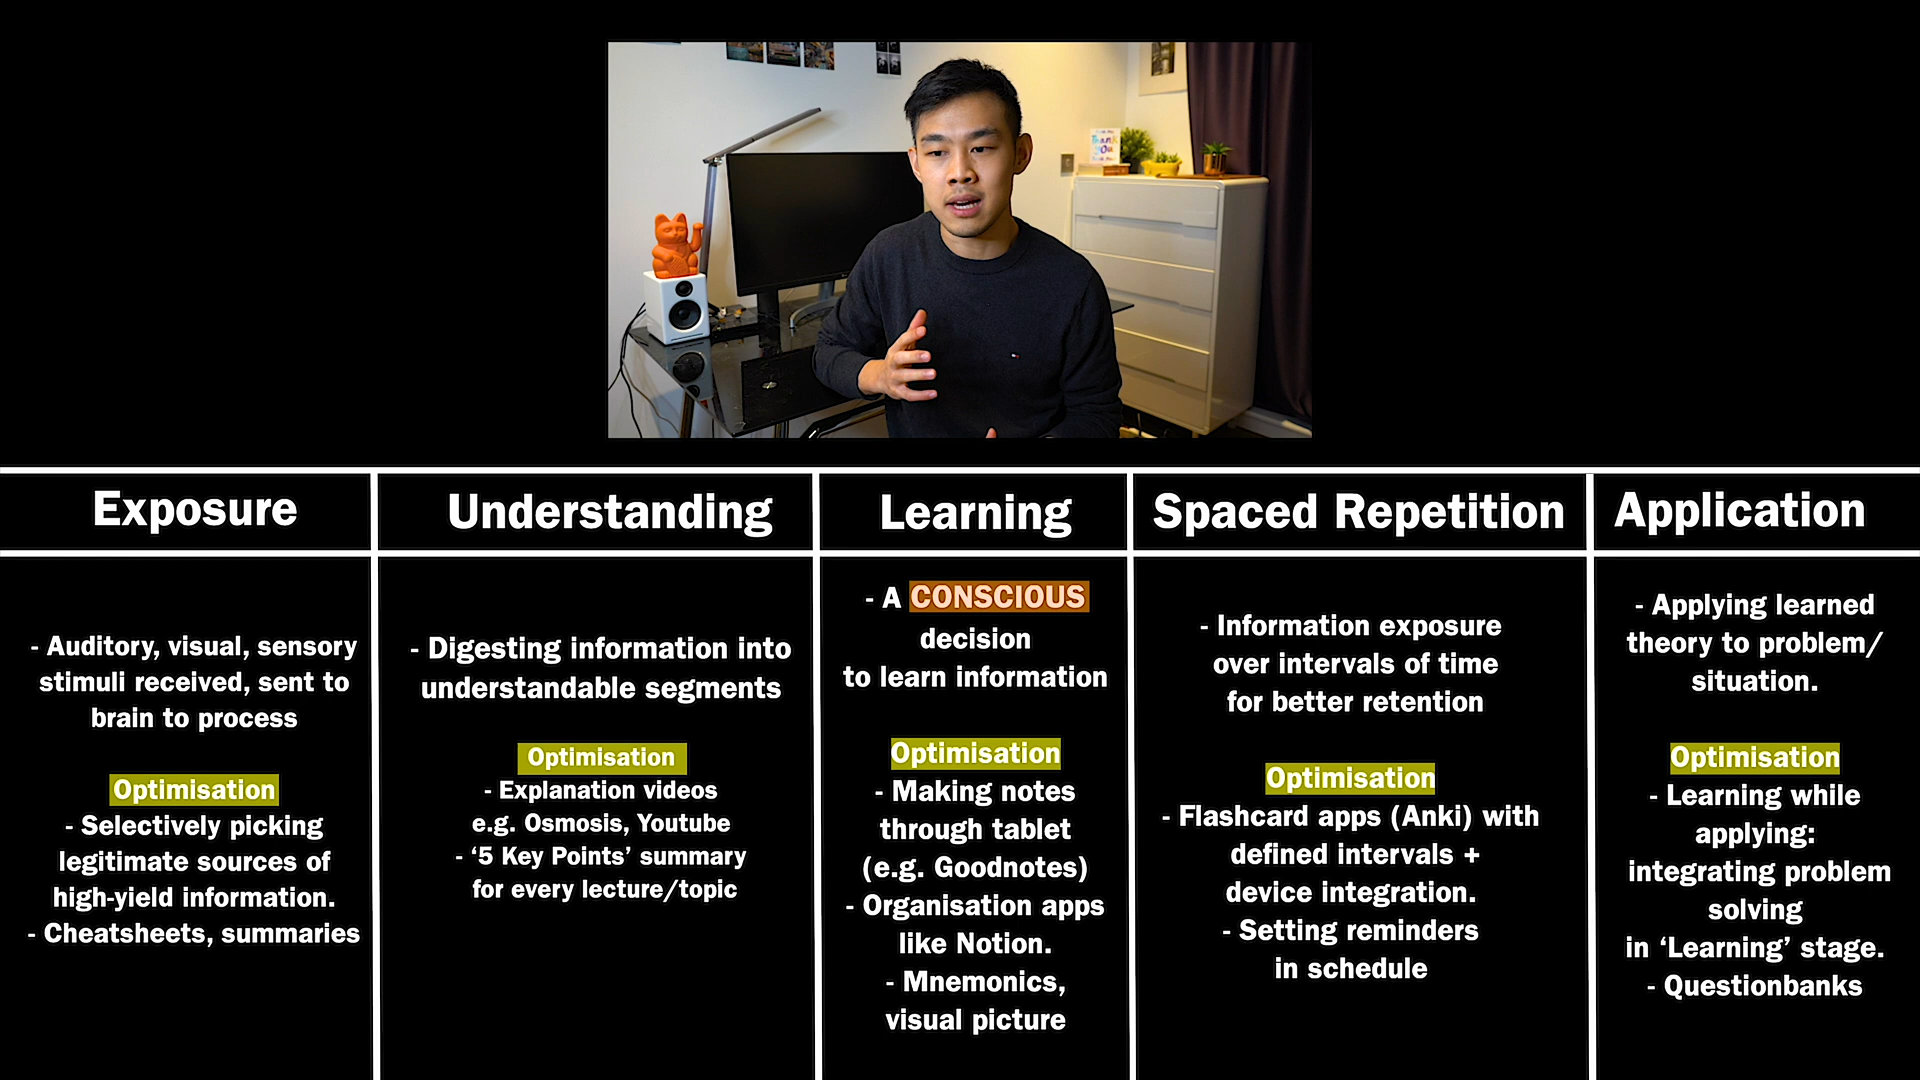 Thank
you
Exposure
Understanding
Learning
Spaced Repetition
Application
- Auditory, visual, sensory
stimuli received, sent to
brain to process
Optimisation
- Selectively picking
legitimate sources of
high-yield information.
- Cheatsheets, summaries
- Digesting information into
understandable segments
Optimisation
- Explanation videos
e.g. Osmosis, Youtube
- ‘5 Key Points’ summary
for every lecture/topic
- A CONSCIOUS
decision
to learn information
Optimisation
- Making notes
through tablet
(e.g. Goodnotes)
- Organisation apps
like Notion.
- Mnemonics,
visual picture
- Information exposure
over intervals of time
for better retention
Optimisation
- Flashcard apps (Anki) with
defined intervals +
device integration.
- Setting reminders
in schedule
- Applying learned
theory to problem/
situation.
Optimisation
- Learning while
applying:
integrating problem
solving
in ‘Learning’ stage.
- Questionbanks